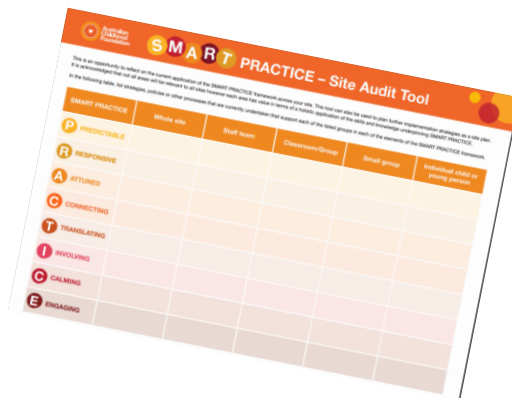 Australian
Childhood
Foundation
SMART PRACTICE – Site Audit Tool
This is an opportunity to reflect on the current application of the SMART PRACTICE framework across your site. This tool can also be used to plan further implementation strategies as a site plan.
It is acknowledged that not all areas will be relevant to all sites however each area has value in terms of a holistic application of the skills and knowledge underpinning SMART PRACTICE.
In the following table, list strategies, policies or other processes that are currently undertaken that support each of the listed groups in each of the elements of the SMART PRACTICE framework.
SMART PRACTICE Whole site Staff team Classroom/Group Small group Individual child or
young person
P PREDICTABLE
R RESPONSIVE
A ATTUNED
C CONNECTING
T TRANSLATING
I INVOLVING
C CALMING
E ENGAGING